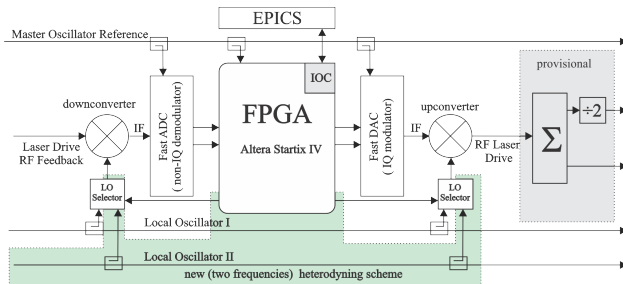 EPICS
Master Oscillator Reference
IOC
provisional
downconverter
FPGA
upconverter
÷2
IF
Fast ADC
( non-IQ demodulator)
Altera Startix IV
Fast DAC
( IQ modulator)
IF
Σ
Laser Drive
RF Feedback
RF Laser
Drive
LO
Selector
LO
Selector
Local Oscillator I
Local Oscillator II
new (two frequencies) heterodyning scheme